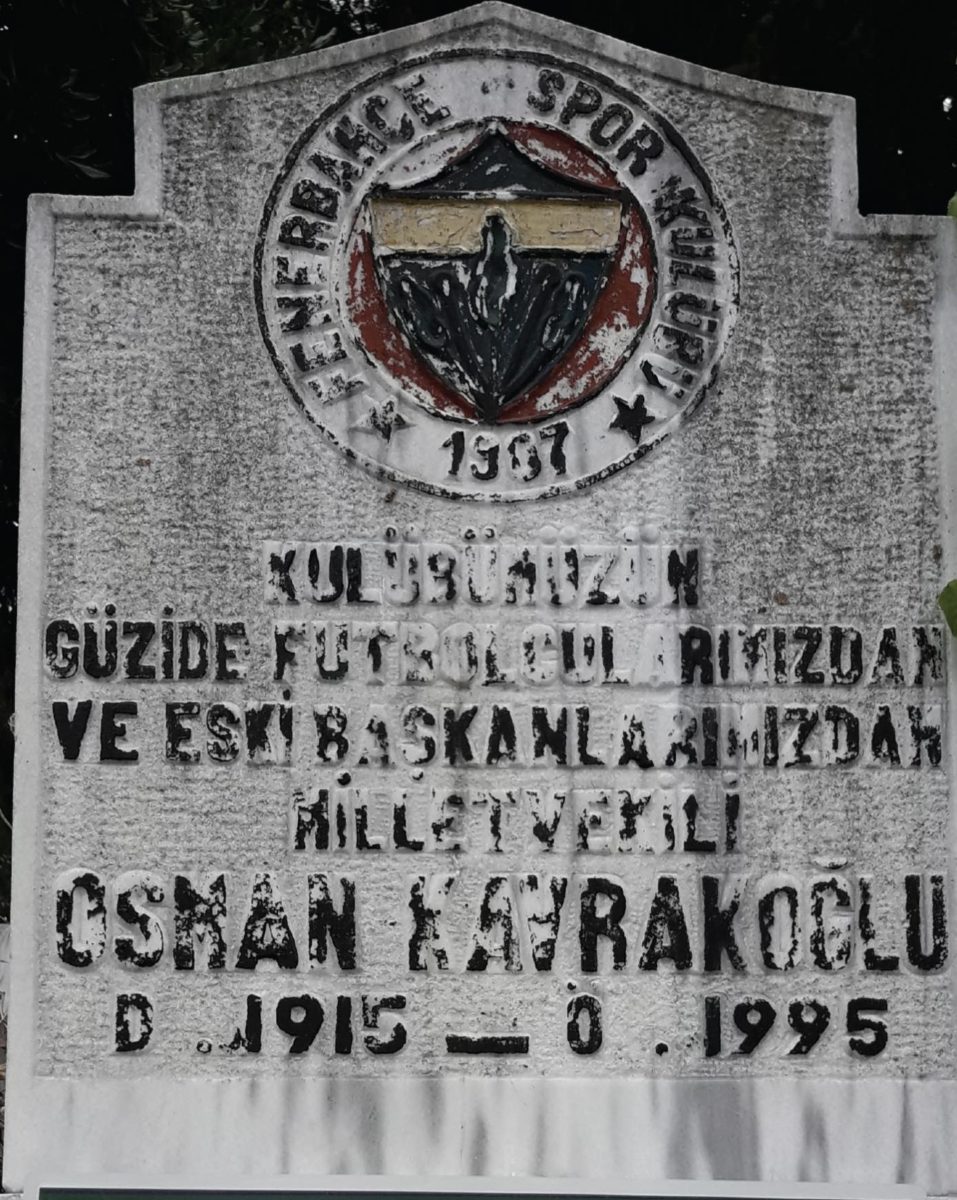 FENERBAHÇE SPOR KULÜBÜ
1907
KULÜBÜMÜZÜN
GÜZİDE FUTBOLCULARIMIZDAN
VE ESKİ BAŞKANLARIMIZDAN
MİLLETVEKİLİ
OSMAN KAVRAKOĞLU
D. 1915 — Ö. 1995